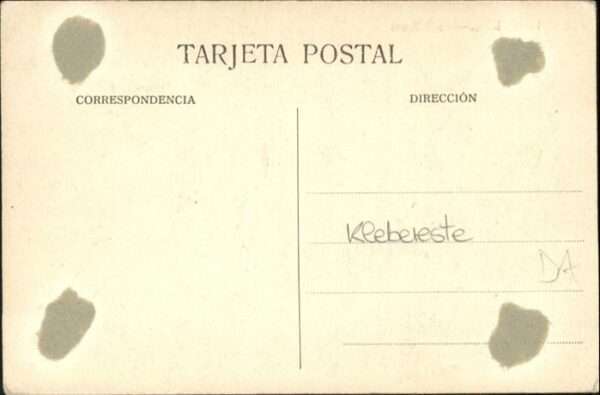 TARJETA POSTAL
CORRESPONDENCIA
DIRECCIÓN
Klebereste
DA